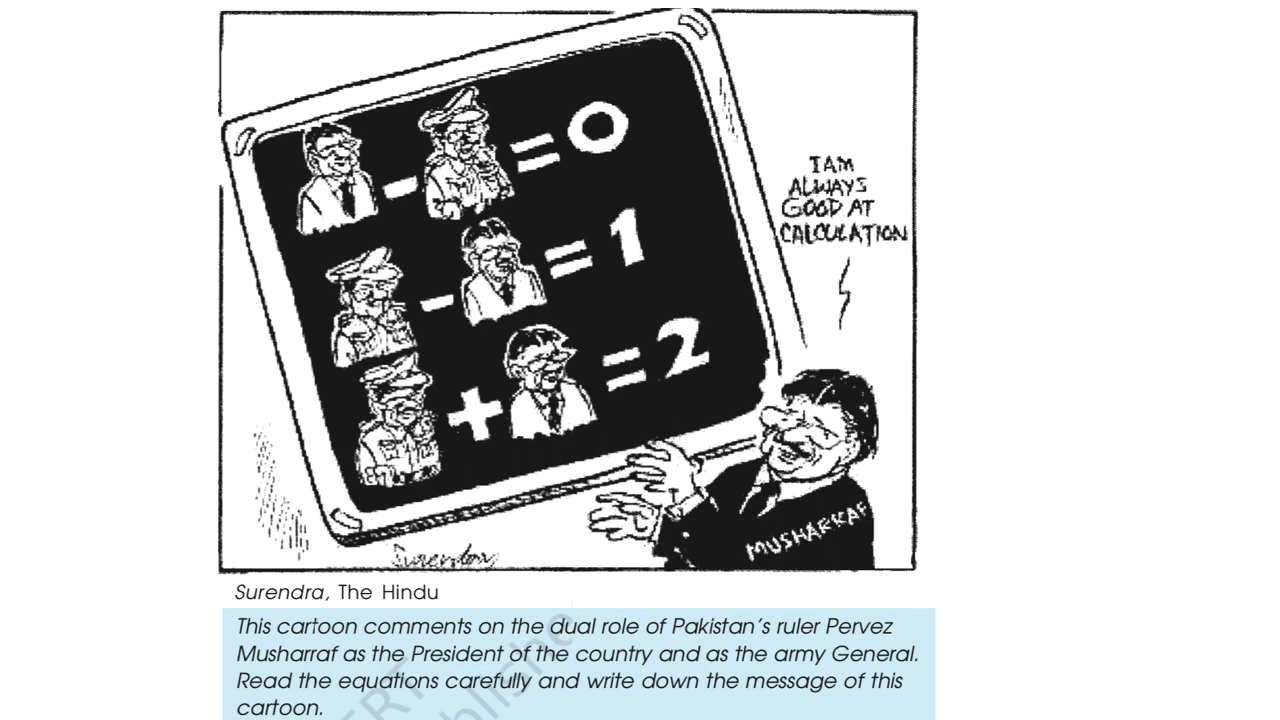 - = 0
- = 1
+ = 2
I AM
ALWAYS
GOOD AT
CALCULATION
MUSHARRAF
Surendra
Surendra, The Hindu
This cartoon comments on the dual role of Pakistan's ruler Pervez
Musharraf as the President of the country and as the army General.
Read the equations carefully and write down the message of this
cartoon.